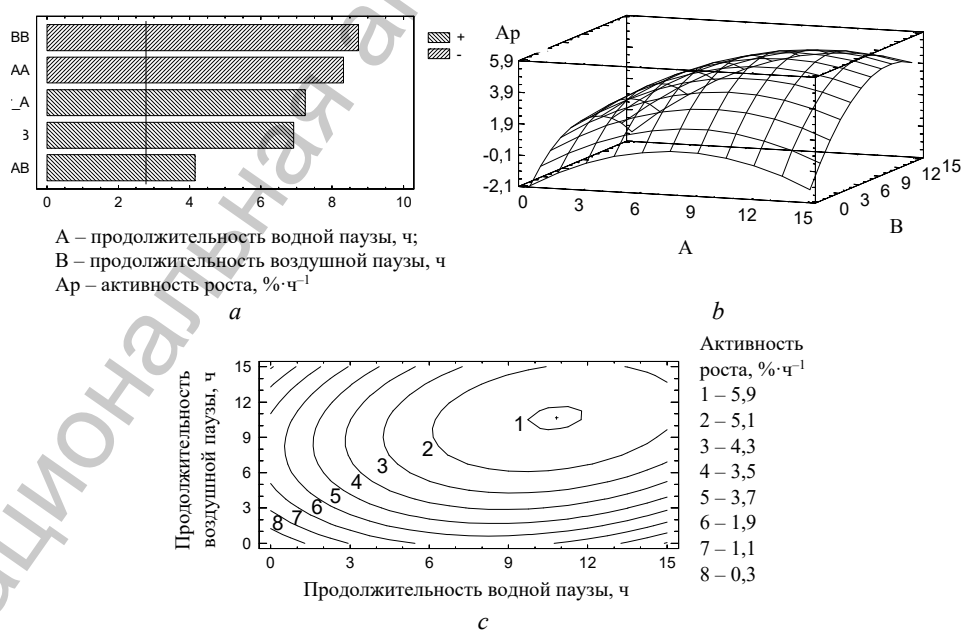 BB
AA
_A
AB
0 2 4 6 8 10
+
-
Ар
5,9
3,9
1,9
-0,1
-2,1
0 3 6 9 12 15
A
0 3 6 9 12 15
B
A – продолжительность водной паузы, ч;
B – продолжительность воздушной паузы, ч
Ар – активность роста, %·ч⁻¹
a
b
Продолжительность
воздушной паузы, ч
15
12
9
6
3
0
1
2
3
4
5
6
7
8
0 3 6 9 12 15
Продолжительность водной паузы, ч
Активность
роста, %·ч⁻¹
1 – 5,9
2 – 5,1
3 – 4,3
4 – 3,5
5 – 3,7
6 – 1,9
7 – 1,1
8 – 0,3
c